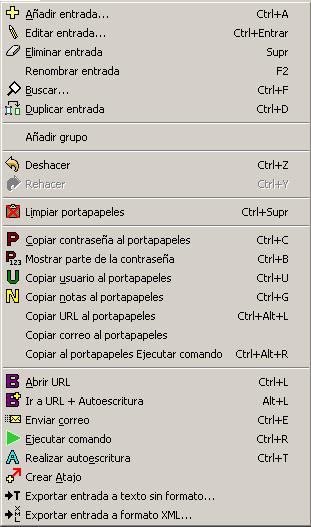 Añadir entrada... Ctrl+A
Editar entrada... Ctrl+Entrar
Eliminar entrada Supr
Renombrar entrada F2
Buscar... Ctrl+F
Duplicar entrada Ctrl+D
Añadir grupo
Deshacer Ctrl+Z
Rehacer Ctrl+Y
Limpiar portapapeles Ctrl+Supr
P Copiar contraseña al portapapeles Ctrl+C
P123 Mostrar parte de la contraseña Ctrl+B
U Copiar usuario al portapapeles Ctrl+U
N Copiar notas al portapapeles Ctrl+G
Copiar URL al portapapeles Ctrl+Alt+L
Copiar correo al portapapeles
Copiar al portapapeles Ejecutar comando Ctrl+Alt+R
B Abrir URL Ctrl+L
B Ir a URL + Autoescritura Alt+L
Enviar correo Ctrl+E
Ejecutar comando Ctrl+R
A Realizar autoescritura Ctrl+T
Crear Atajo
T Exportar entrada a texto sin formato...
XML Exportar entrada a formato XML...